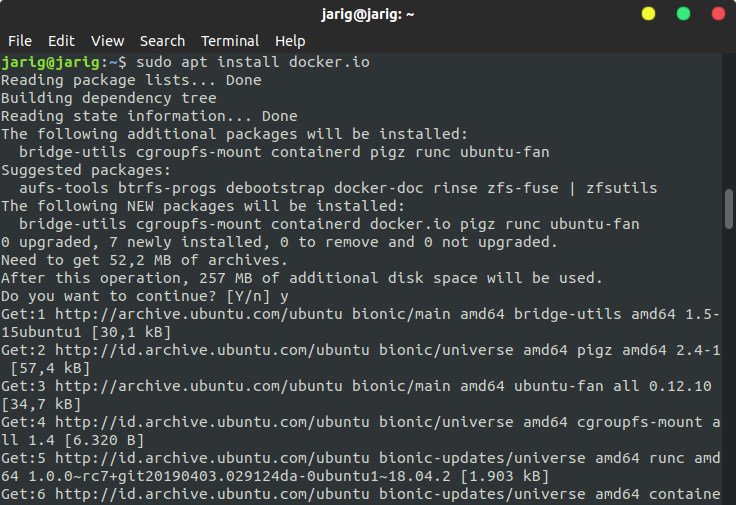 jarig@jarig: ~
File Edit View Search Terminal Help
jarig@jarig:~$ sudo apt install docker.io
Reading package lists... Done
Building dependency tree
Reading state information... Done
The following additional packages will be installed:
  bridge-utils cgroupfs-mount containerd pigz runc ubuntu-fan
Suggested packages:
  aufs-tools btrfs-progs debootstrap docker-doc rinse zfs-fuse | zfsutils
The following NEW packages will be installed:
  bridge-utils cgroupfs-mount containerd docker.io pigz runc ubuntu-fan
0 upgraded, 7 newly installed, 0 to remove and 0 not upgraded.
Need to get 52,2 MB of archives.
After this operation, 257 MB of additional disk space will be used.
Do you want to continue? [Y/n] y
Get:1 http://archive.ubuntu.com/ubuntu bionic/main amd64 bridge-utils amd64 1.5-
15ubuntu1 [30,1 kB]
Get:2 http://id.archive.ubuntu.com/ubuntu bionic/universe amd64 pigz amd64 2.4-1
 [57,4 kB]
Get:3 http://archive.ubuntu.com/ubuntu bionic/main amd64 ubuntu-fan all 0.12.10
[34,7 kB]
Get:4 http://id.archive.ubuntu.com/ubuntu bionic/universe amd64 cgroupfs-mount a
ll 1.4 [6.320 B]
Get:5 http://id.archive.ubuntu.com/ubuntu bionic-updates/universe amd64 runc amd
64 1.0.0~rc7+git20190403.029124da-0ubuntu1~18.04.2 [1.903 kB]
Get:6 http://id.archive.ubuntu.com/ubuntu bionic-updates/universe amd64 containe